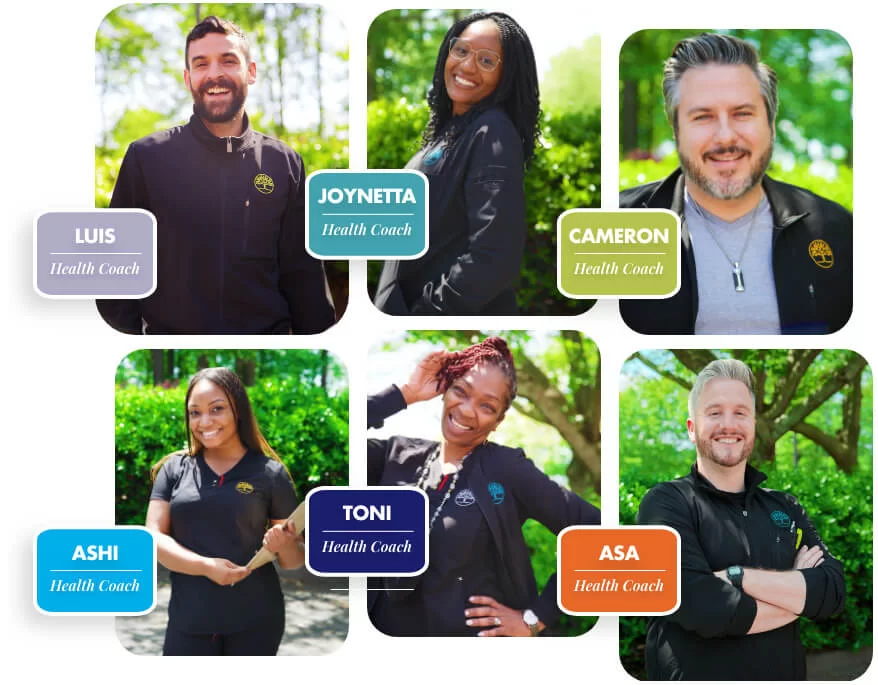 LUIS
Health Coach
JOYNETTA
Health Coach
CAMERON
Health Coach
ASHI
Health Coach
TONI
Health Coach
ASA
Health Coach